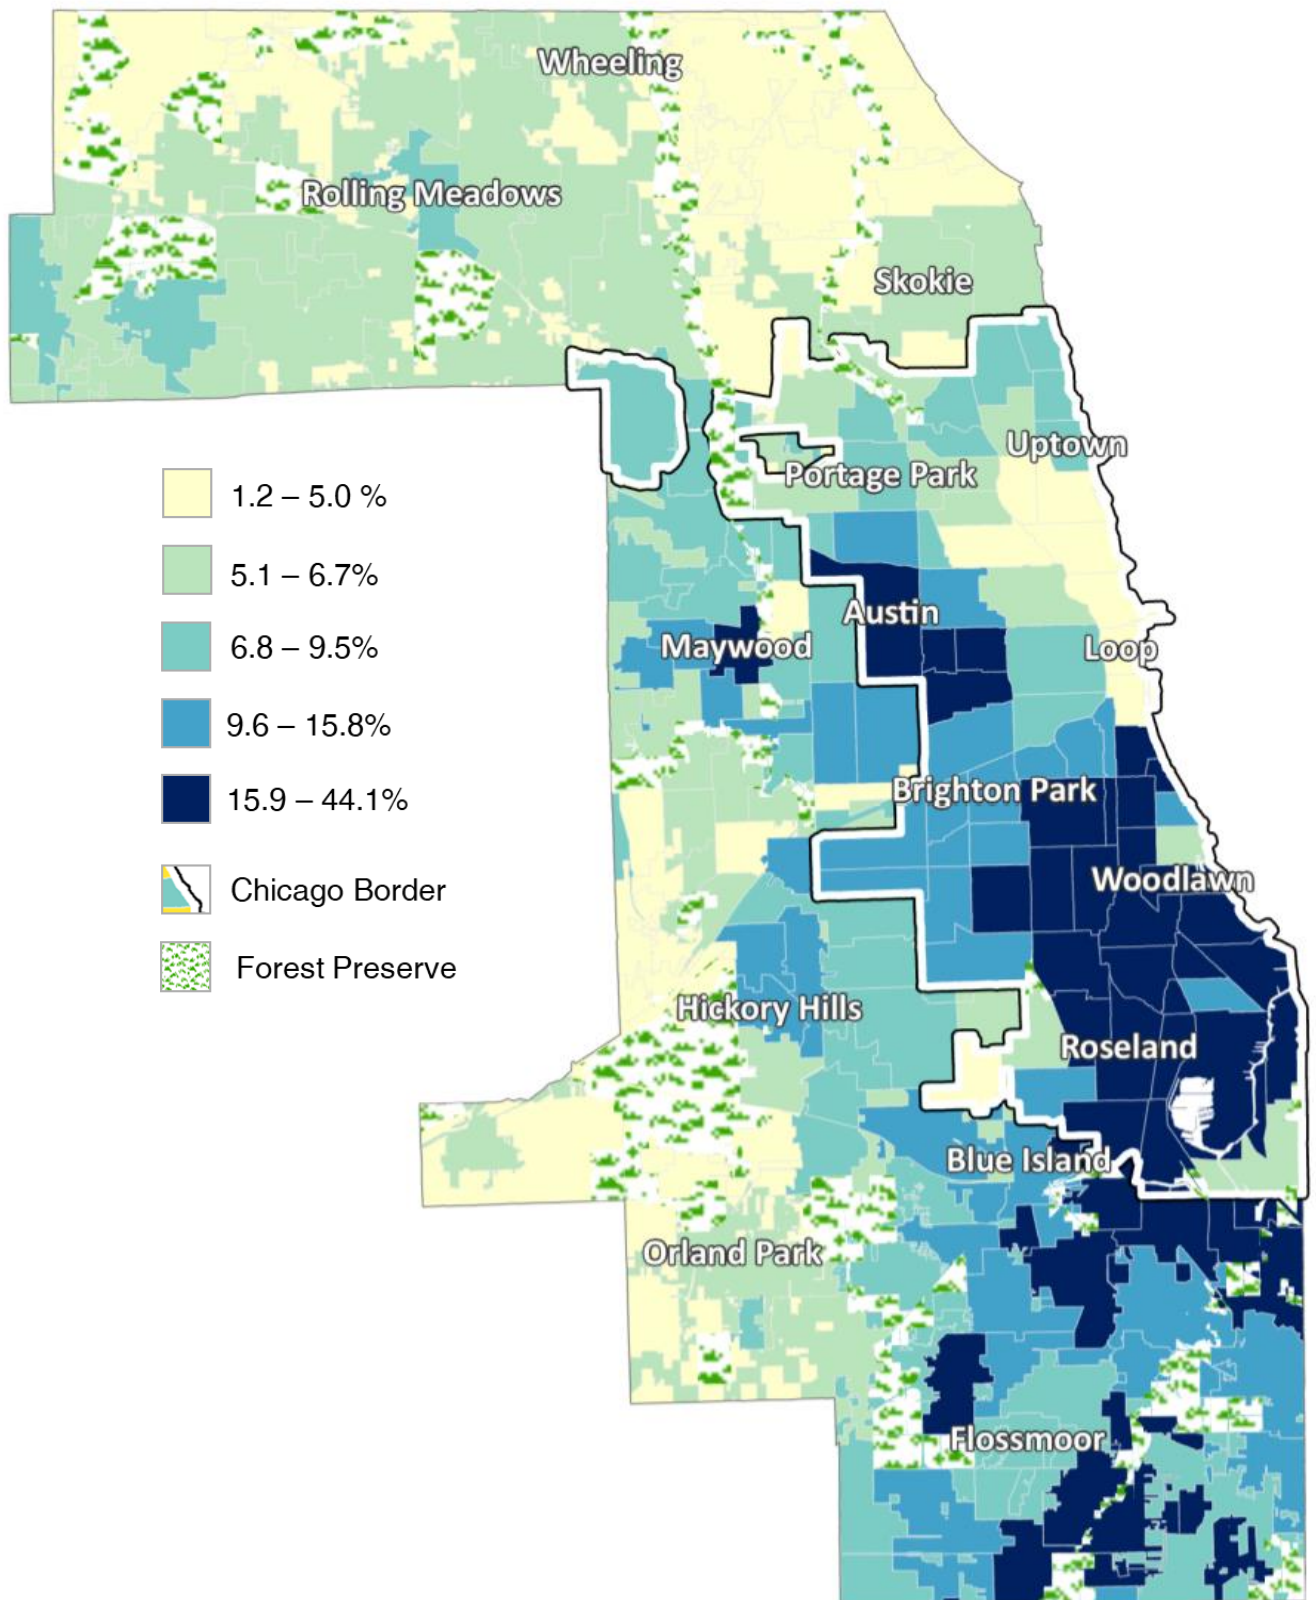 Wheeling
Rolling Meadows
Skokie
Uptown
Portage Park
1.2 – 5.0 %
5.1 – 6.7%
Austin
6.8 – 9.5%
Maywood
Loop
9.6 – 15.8%
Brighton Park
15.9 – 44.1%
Woodlawn
Chicago Border
Forest Preserve
Hickory Hills
Roseland
Blue Island
Orland Park
Flossmoor